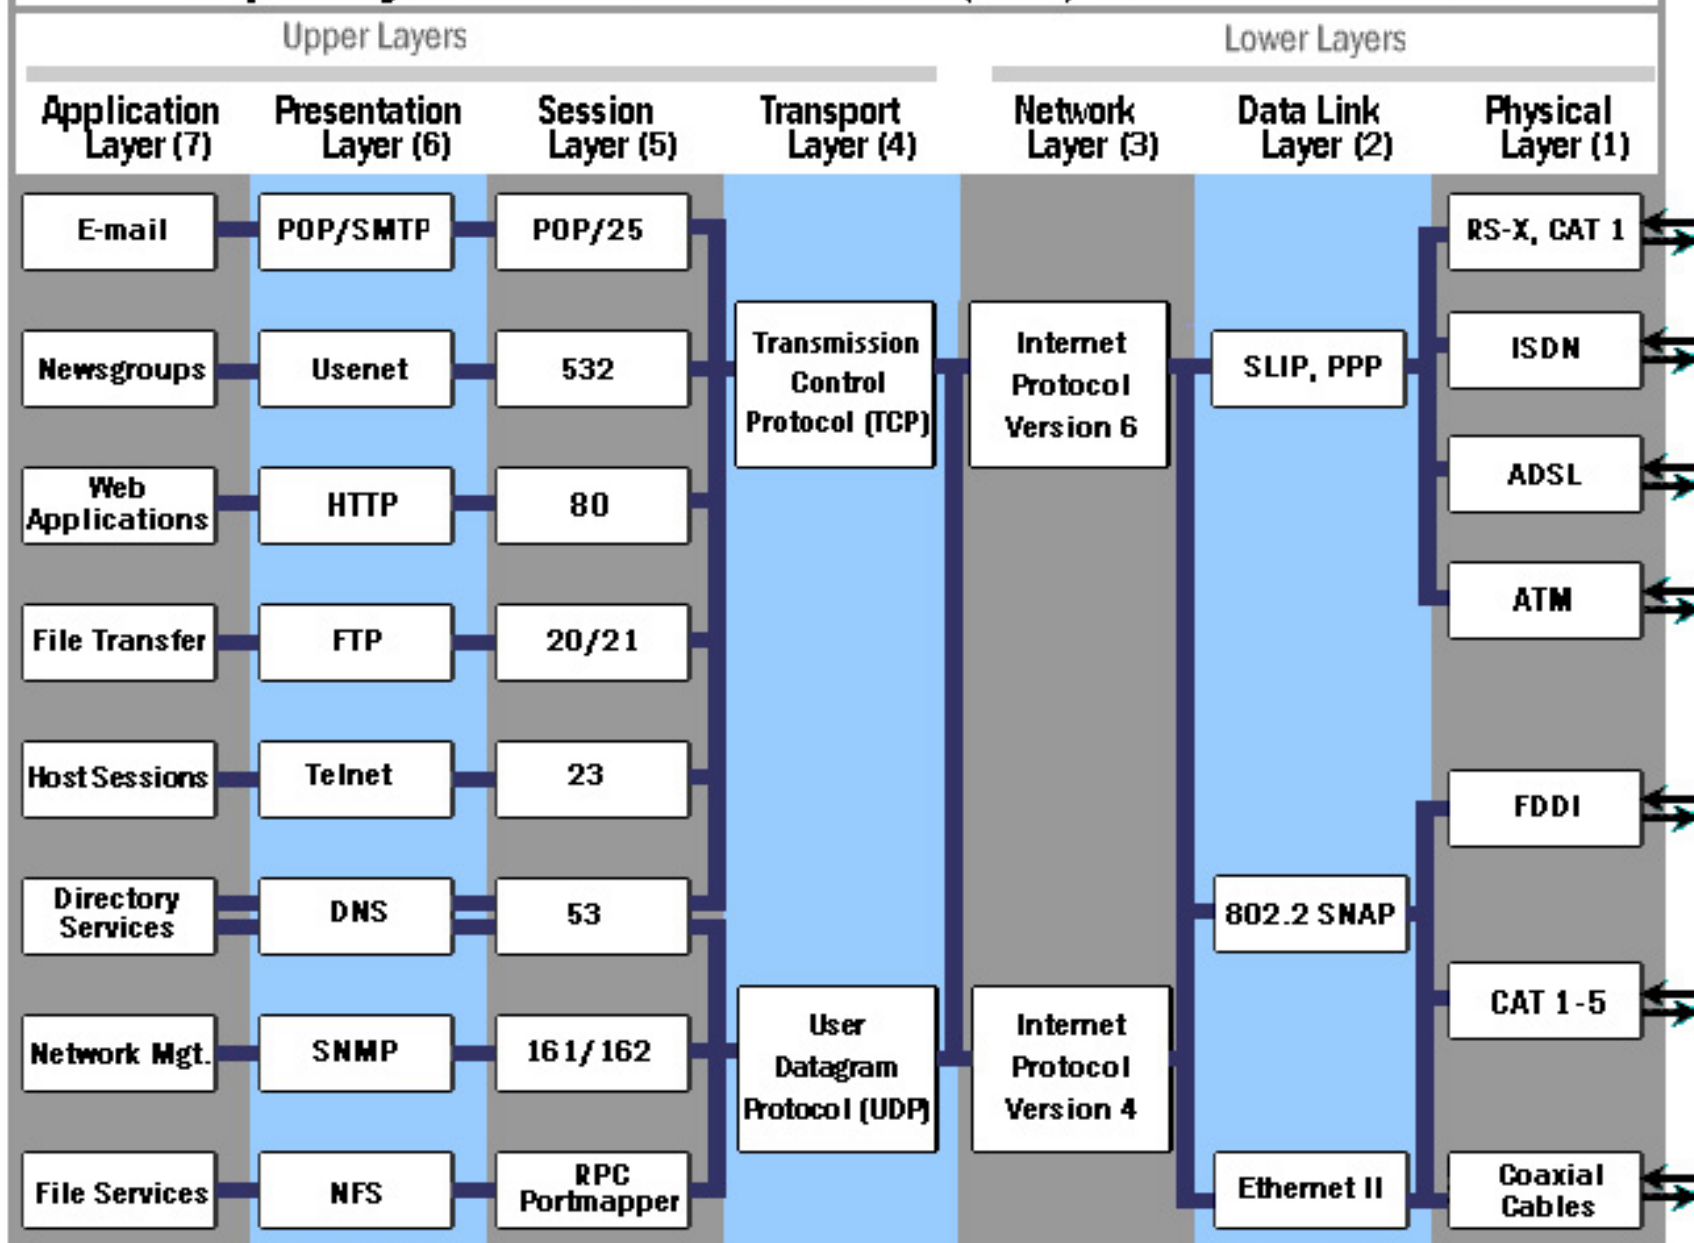 Upper Layers
Lower Layers
Application
Layer (7)
Presentation
Layer (6)
Session
Layer (5)
Transport
Layer (4)
Network
Layer (3)
Data Link
Layer (2)
Physical
Layer (1)
E-mail
POP/SMTP
POP/25
RS-X, CAT 1
Newsgroups
Usenet
532
Transmission
Control
Protocol (TCP)
Internet
Protocol
Version 6
SLIP, PPP
ISDN
Web
Applications
HTTP
80
ADSL
File Transfer
FTP
20/21
ATM
Host Sessions
Telnet
23
FDDI
Directory
Services
DNS
53
802.2 SNAP
Network Mgt.
SNMP
161/162
User
Datagram
Protocol (UDP)
Internet
Protocol
Version 4
CAT 1-5
File Services
NFS
RPC
Portmapper
Ethernet II
Coaxial
Cables